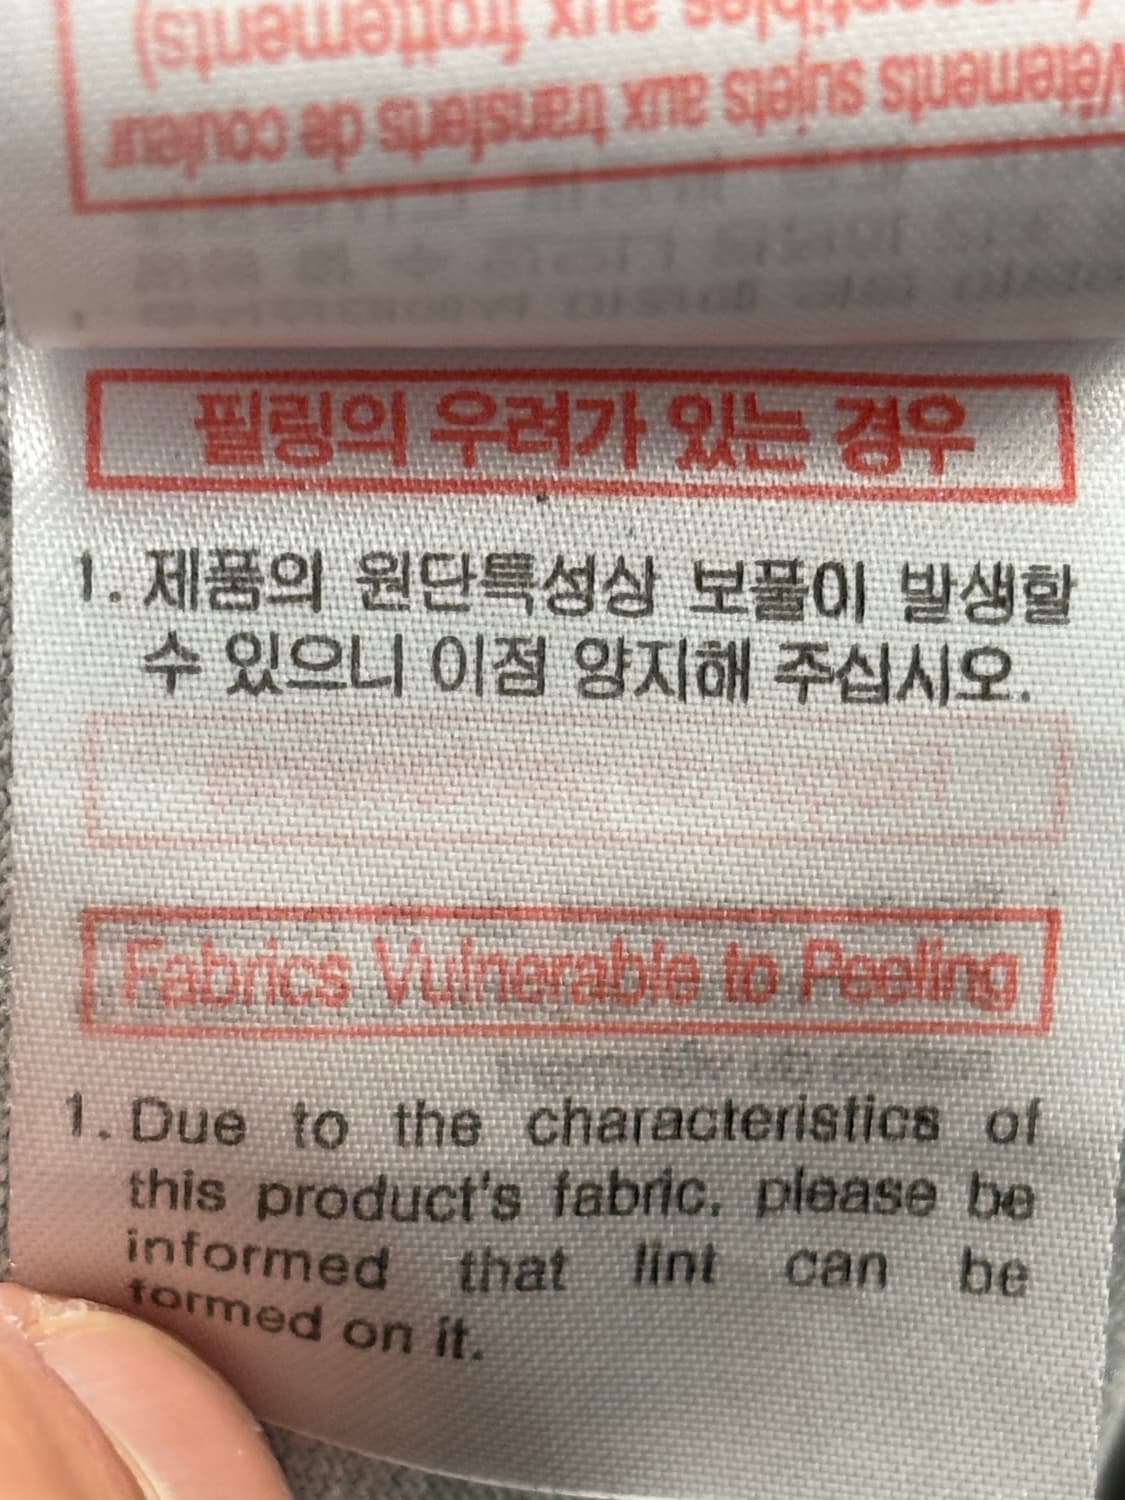 (susceptibles aux frottements)
Vêtements sujets aux transferts de couleur
필링의 우려가 있는 경우
1. 제품의 원단특성상 보풀이 발생할
수 있으니 이점 양지해 주십시오.
Fabrics Vulnerable to Peeling
1. Due to the characteristics of
this product's fabric, please be
informed that lint can be
formed on it.